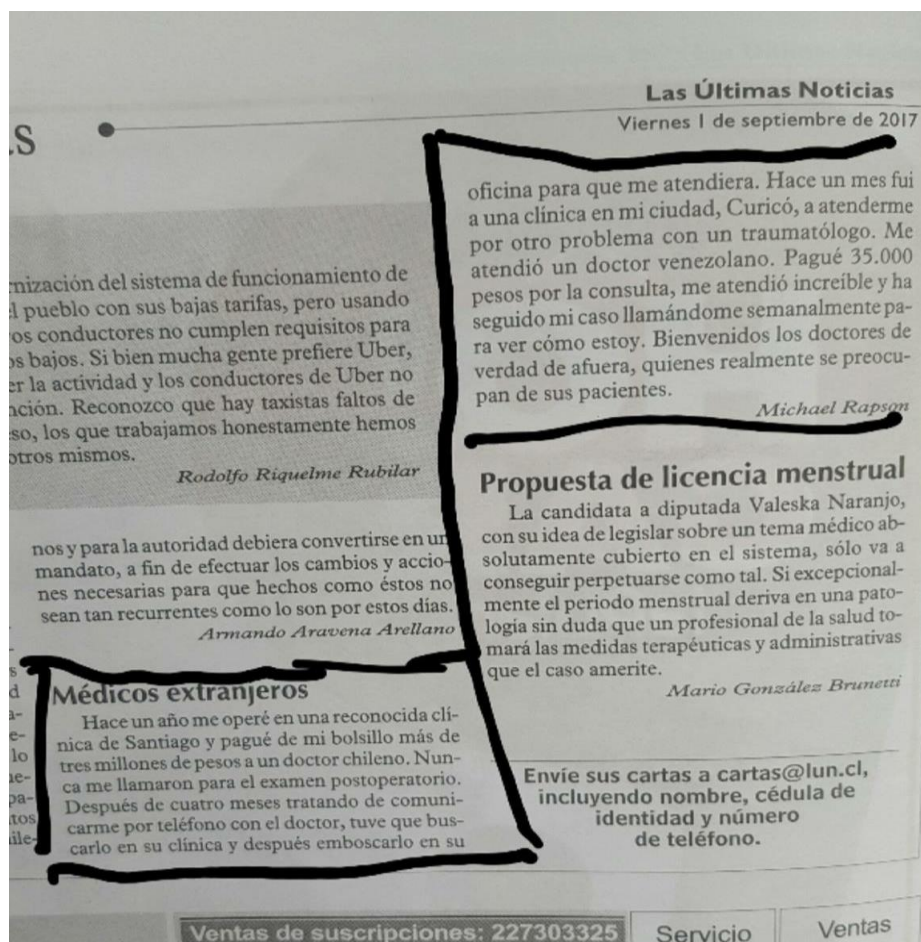 Las Últimas Noticias
Viernes 1 de septiembre de 2017
del sistema de funcionamiento de
pueblo con sus bajas tarifas, pero usando
conductores no cumplen requisitos para
bajos. Si bien mucha gente prefiere Uber,
la actividad y los conductores de Uber no
Reconozco que hay taxistas faltos de
los que trabajamos honestamente hemos
mismos.
Rodolfo Riquelme Rubilar
nos y para la autoridad debiera convertirse en un
mandato, a fin de efectuar los cambios y accio-
nes necesarias para que hechos como éstos no
sean tan recurrentes como lo son por estos días.
Armando Aravena Arellano
Médicos extranjeros
Hace un año me operé en una reconocida clí-
nica de Santiago y pagué de mi bolsillo más de
tres millones de pesos a un doctor chileno. Nun-
ca me llamaron para el examen postoperatorio.
Después de cuatro meses tratando de comuni-
carme por teléfono con el doctor, tuve que bus-
carlo en su clínica y después emboscarlo en su
oficina para que me atendiera. Hace un mes fui
a una clínica en mi ciudad, Curicó, a atenderme
por otro problema con un traumatólogo. Me
atendió un doctor venezolano. Pagué 35.000
pesos por la consulta, me atendió increíble y ha
seguido mi caso llamándome semanalmente pa-
ra ver cómo estoy. Bienvenidos los doctores de
verdad de afuera, quienes realmente se preocu-
pan de sus pacientes.
Michael Rapson
Propuesta de licencia menstrual
La candidata a diputada Valeska Naranjo,
con su idea de legislar sobre un tema médico ab-
solutamente cubierto en el sistema, sólo va a
conseguir perpetuarse como tal. Si excepcional-
mente el periodo menstrual deriva en una pato-
logía sin duda que un profesional de la salud to-
mará las medidas terapéuticas y administrativas
que el caso amerite.
Mario González Brunetti
Envíe sus cartas a cartas@lun.cl,
incluyendo nombre, cédula de
identidad y número
de teléfono.
Ventas de suscripciones: 227303325
Servicio
Ventas